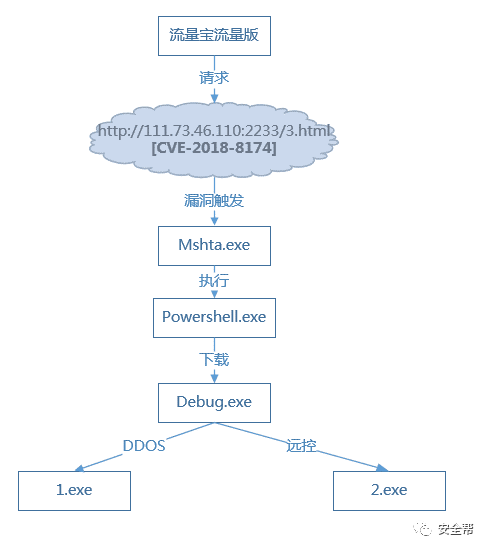 流量宝流量版
请求
http://111.73.46.110:2233/3.html
[CVE-2018-8174]
漏洞触发
Mshta.exe
执行
Powershell.exe
下载
Debug.exe
DDOS
远控
1.exe
2.exe
安全帮